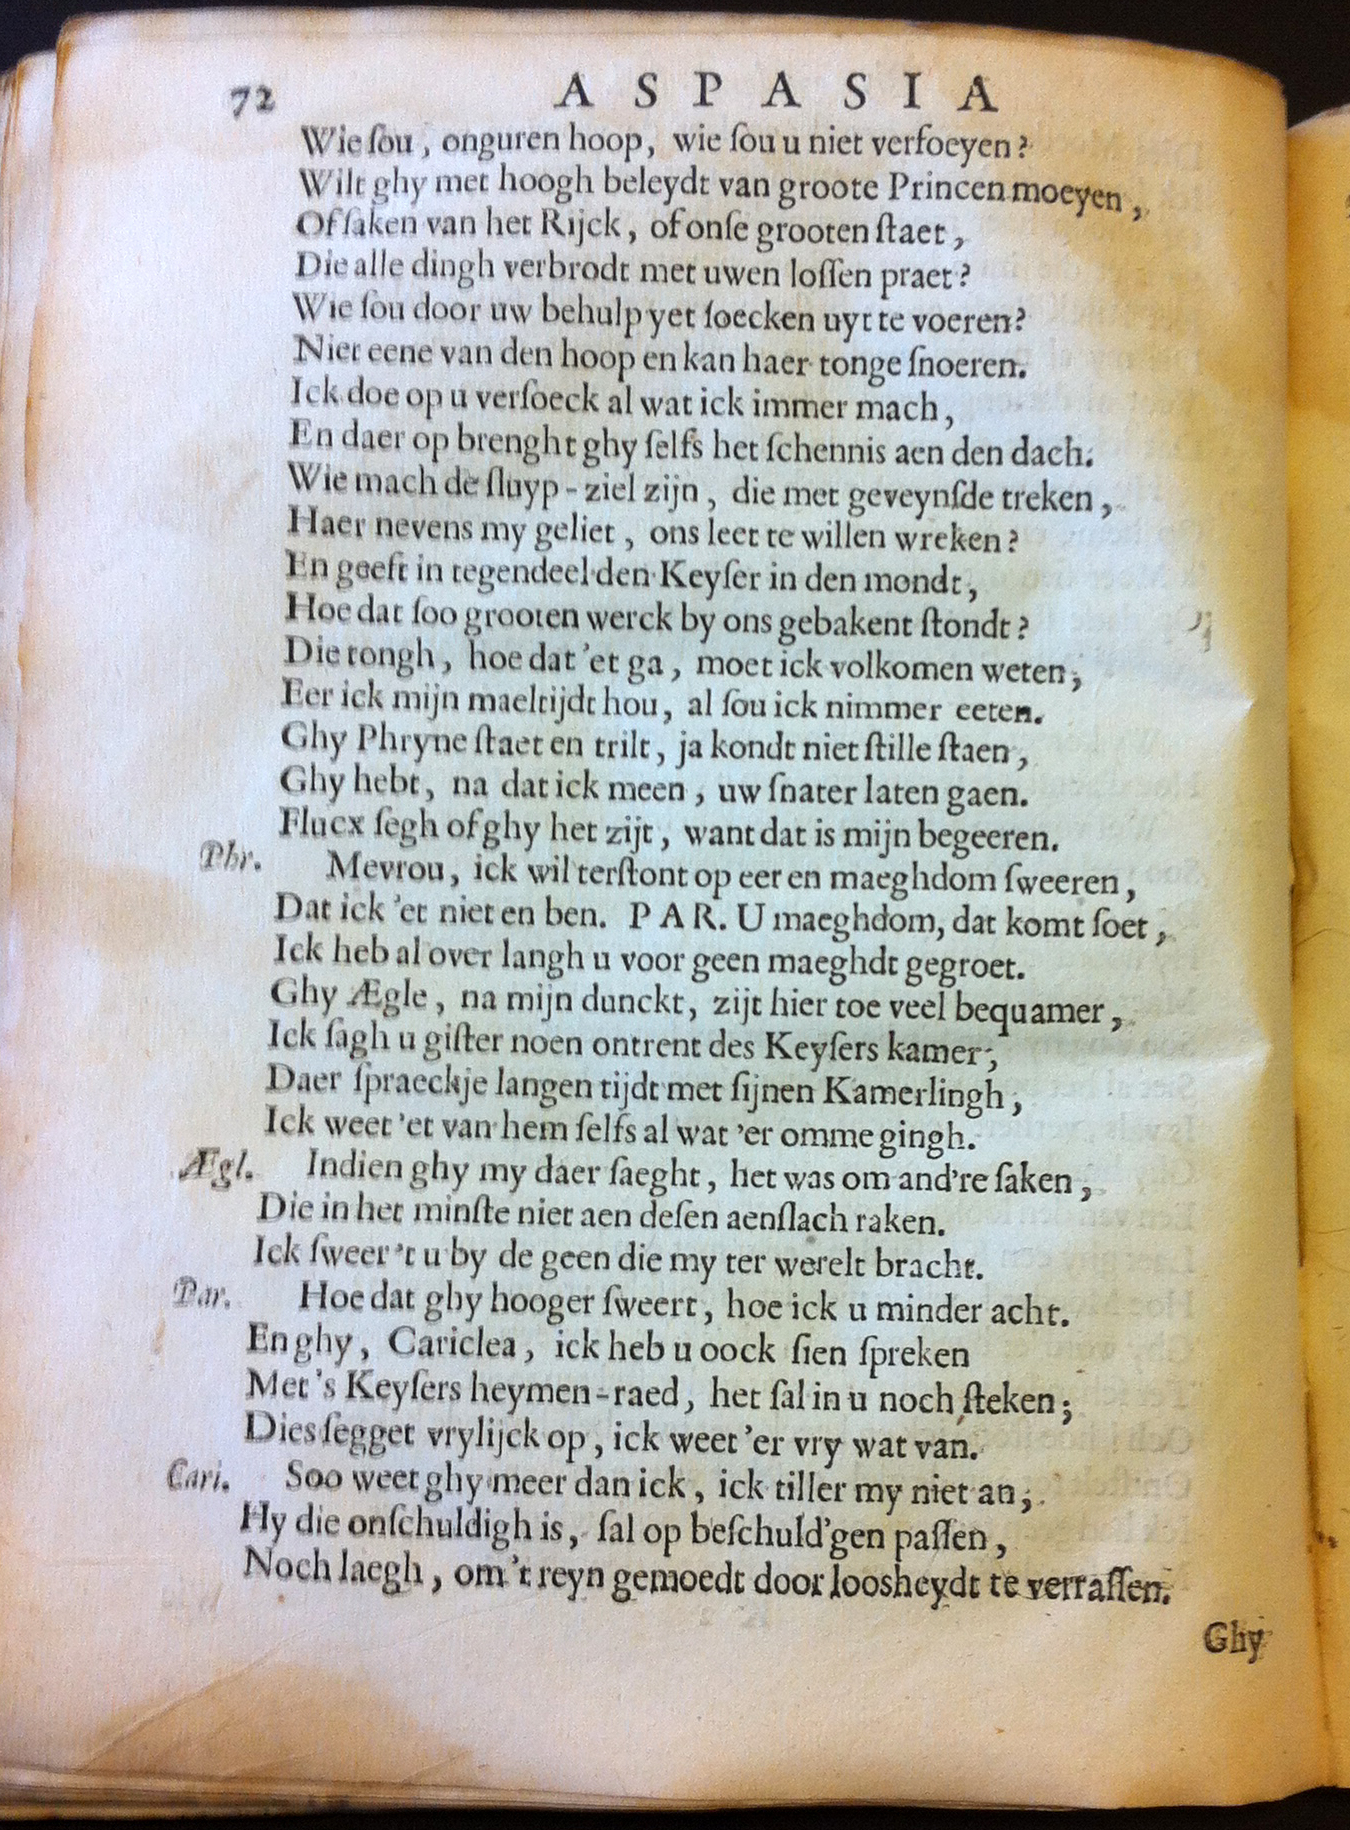 72 ASPASIA
Wie ſou, onguren hoop, wie ſou u niet verfoeyen?
Wilt ghy met hoogh beleydt van groote Princen moeyen,
Of ſaken van het Rijck, of onſe grooten ſtaet,
Die alle dingh verbrodt met uwen loſſen praet?
Wie ſou door uw behulp yet ſoecken uyt te voeren?
Niet eene van den hoop en kan haer tonge ſnoeren.
Ick doe op u verſoeck al wat ick immer mach,
En daer op brenght ghy ſelfs het ſchennis aen den dach.
Wie mach de ſluyp-ziel zijn, die met geveynſde treken,
Haer nevens my geliet, ons leet te willen wreken?
En geeft in tegendeel den Keyſer in den mondt,
Hoe dat ſoo grooten werck by ons gebakent ſtondt?
Die tongh, hoe dat 'et ga, moet ick volkomen weten,
Eer ick mijn maeltijdt hou, al ſou ick nimmer eeten.
Ghy Phryne ſtaet en trilt, ja kondt niet ſtille ſtaen,
Ghy hebt, na dat ick meen, uw ſnater laten gaen.
Flucx ſegh of ghy het zijt, want dat is mijn begeeren.
Phr. Mevrou, ick wil terſtont op eer en maeghdom ſweeren,
Dat ick 'et niet en ben. PAR. U maeghdom, dat komt ſoet,
Ick heb al over langh u voor geen maeghdt gegroet.
Ghy Ægle, na mijn dunckt, zijt hier toe veel bequamer,
Ick ſagh u giſter noen ontrent des Keyſers kamer,
Daer ſpraeckje langen tijdt met ſijnen Kamerlingh,
Ick weet 'et van hem ſelfs al wat 'er omme gingh.
Ægl. Indien ghy my daer ſaeght, het was om and're ſaken,
Die in het minſte niet aen deſen aenſlach raken.
Ick ſweer 't u by de geen die my ter werelt bracht.
Par. Hoe dat ghy hooger ſweert, hoe ick u minder acht.
En ghy, Cariclea, ick heb u oock ſien ſpreken
Met 's Keyſers heymen-raed, het ſal in u noch ſteken;
Dies ſegget vrylijck op, ick weet 'er vry wat van.
Cari. Soo weet ghy meer dan ick, ick tiller my niet an,
Hy die onſchuldigh is, ſal op beſchuld'gen paſſen,
Noch laegh, om 't reyn gemoedt door loosheydt te verraſſen.
Ghy